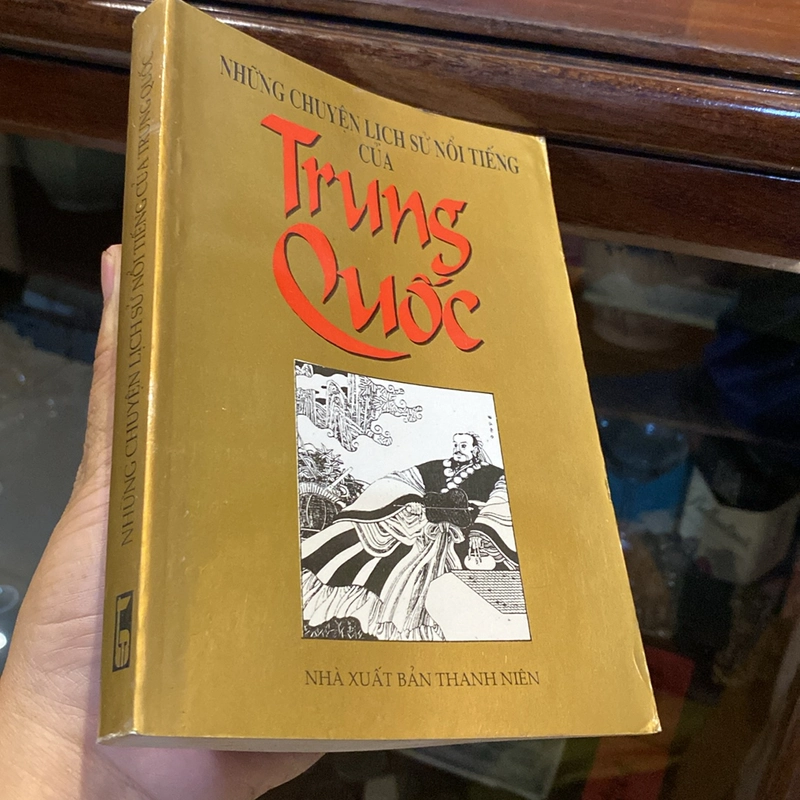 NHỮNG CHUYỆN LỊCH SỬ NỔI TIẾNG
CỦA
Trung
Quốc
NHÀ XUẤT BẢN THANH NIÊN
NHỮNG CHUYỆN LỊCH SỬ NỔI TIẾNG CỦA TRUNG QUỐC